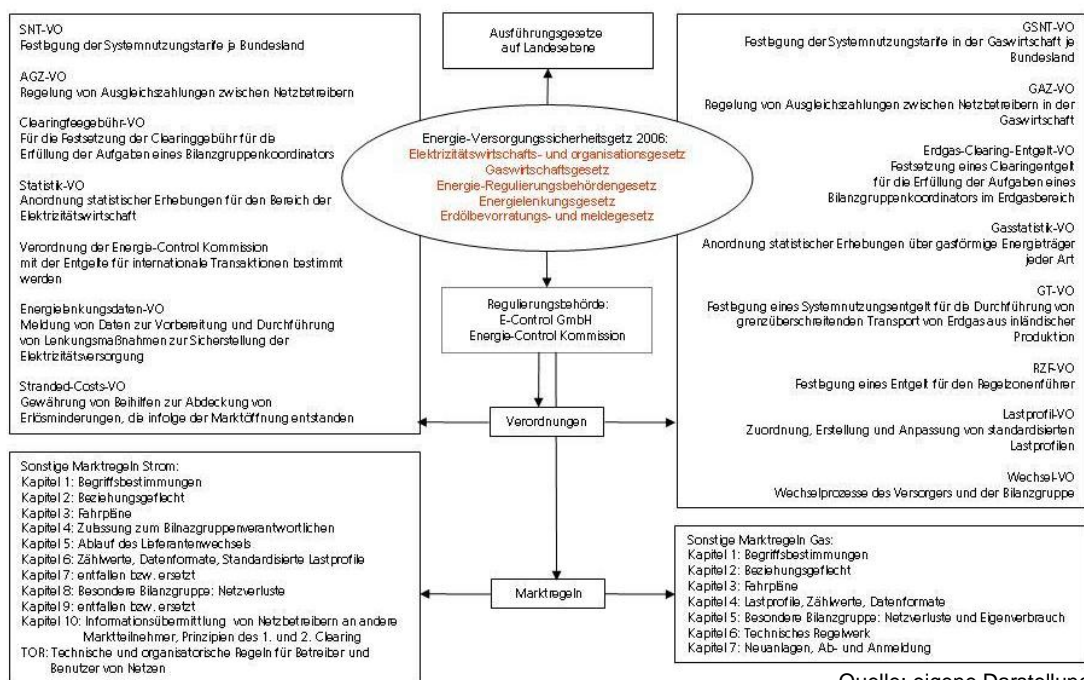 SNT-VO
Festlegung der Systemnutzungstarife je Bundesland
AGZ-VO
Regelung von Ausgleichszahlungen zwischen Netzbetreibern
Clearingfeegebühr-VO
Für die Festsetzung der Clearinggebühr für die
Erfüllung der Aufgaben eines Bilanzgruppenkoordinators
Statistik-VO
Anordnung statistischer Erhebungen für den Bereich der
Elektrizitätswirtschaft
Verordnung der Energie-Control Kommission
mit der Entgelte für internationale Transaktionen bestimmt
werden
Energielenkungsdaten-VO
Meldung von Daten zur Vorbereitung und Durchführung
von Lenkungsmaßnahmen zur Sicherstellung der
Elektrizitätsversorgung
Stranded-Costs-VO
Gewährung von Beihilfen zur Abdeckung von
Erlösminderungen, die infolge der Marktöffnung entstanden
Ausführungsgesetze
auf Landesebene
Energie-Versorgungssicherheitsgetz 2006:
Elektrizitätswirtschafts- und organisationsgesetz
Gaswirtschaftsgesetz
Energie-Regulierungsbehördengesetz
Energielenkungsgesetz
Erdölbevorratungs- und meldegesetz
Regulierungsbehörde:
E-Control GmbH
Energie-Control Kommission
Verordnungen
Marktregeln
GSNT-VO
Festlegung der Systemnutzungstarife in der Gaswirtschaft je
Bundesland
GAZ-VO
Regelung von Ausgleichszahlungen zwischen Netzbetreibern in der
Gaswirtschaft
Erdgas-Clearing-Entgelt-VO
Festsetzung eines Clearingentgelt
für die Erfüllung der Aufgaben eines
Bilanzgruppenkoordinators im Erdgasbereich
Gasstatistik-VO
Anordnung statistischer Erhebungen über gasförmige Energieträger
jeder Art
GT-VO
Festlegung eines Systemnutzungsentgelt für die Durchführung von
grenzüberschreitenden Transport von Erdgas aus inländischer
Produktion
RZF-VO
Festlegung eines Entgelt für den Regelzonenführer
Lastprofil-VO
Zuordnung, Erstellung und Anpassung von standardisierten
Lastprofilen
Wechsel-VO
Wechselprozesse des Versorgers und der Bilanzgruppe
Sonstige Marktregeln Strom:
Kapitel 1: Begriffsbestimmungen
Kapitel 2: Beziehungsgeflecht
Kapitel 3: Fahrpläne
Kapitel 4: Zulassung zum Bilnazgruppenverantwortlichen
Kapitel 5: Ablauf des Lieferantenwechsels
Kapitel 6: Zählwerte, Datenformate, Standardisierte Lastprofile
Kapitel 7: entfallen bzw. ersetzt
Kapitel 8: Besondere Bilanzgruppe: Netzverluste
Kapitel 9: entfallen bzw. ersetzt
Kapitel 10: Informationsübermittlung von Netzbetreibern an andere
Marktteilnehmer, Prinzipien des 1. und 2. Clearing
TOR: Technische und organisatorische Regeln für Betreiber und
Benutzer von Netzen
Sonstige Marktregeln Gas:
Kapitel 1: Begriffsbestimmungen
Kapitel 2: Beziehungsgeflecht
Kapitel 3: Fahrpläne
Kapitel 4: Lastprofile, Zählwerte, Datenformate
Kapitel 5: Besondere Bilanzgruppe: Netzverluste und Eigenverbrauch
Kapitel 6: Technisches Regelwerk
Kapitel 7: Neuanlagen, Ab- und Anmeldung
Quelle: eigene Darstellung